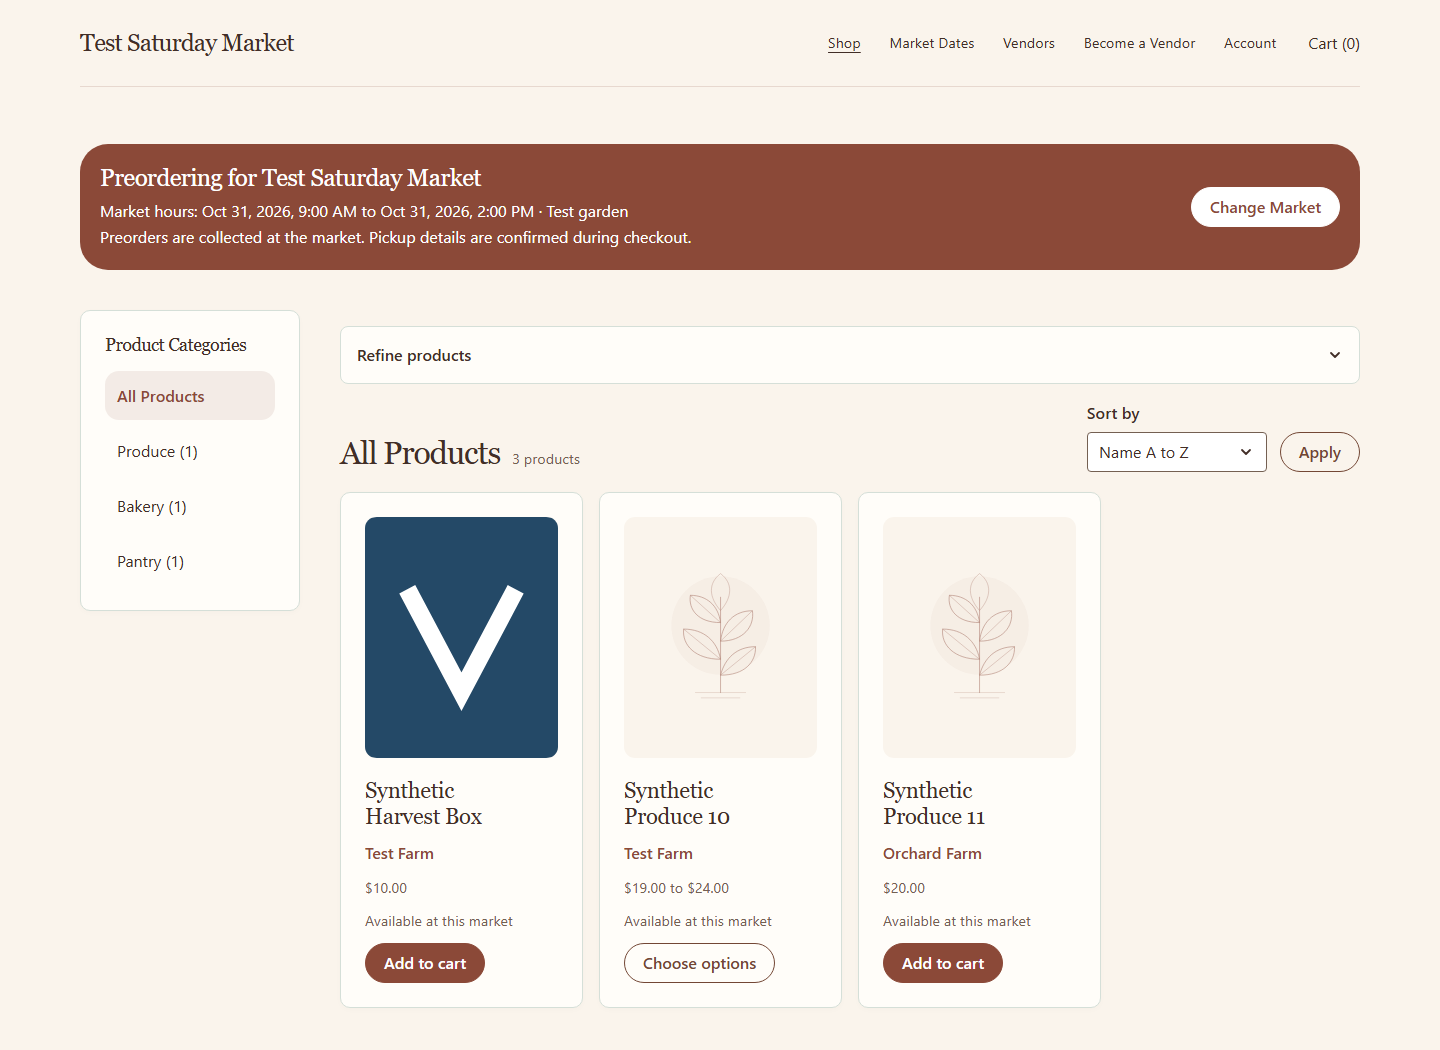 Test Saturday Market
Shop
Market Dates
Vendors
Become a Vendor
Account
Cart (0)
Preordering for Test Saturday Market
Market hours: Oct 31, 2026, 9:00 AM to Oct 31, 2026, 2:00 PM · Test garden
Preorders are collected at the market. Pickup details are confirmed during checkout.
Change Market
Product Categories
All Products
Produce (1)
Bakery (1)
Pantry (1)
Refine products
All Products
3 products
Sort by
Name A to Z
Apply
V
Synthetic
Harvest Box
Test Farm
$10.00
Available at this market
Add to cart
Synthetic
Produce 10
Test Farm
$19.00 to $24.00
Available at this market
Choose options
Synthetic
Produce 11
Orchard Farm
$20.00
Available at this market
Add to cart